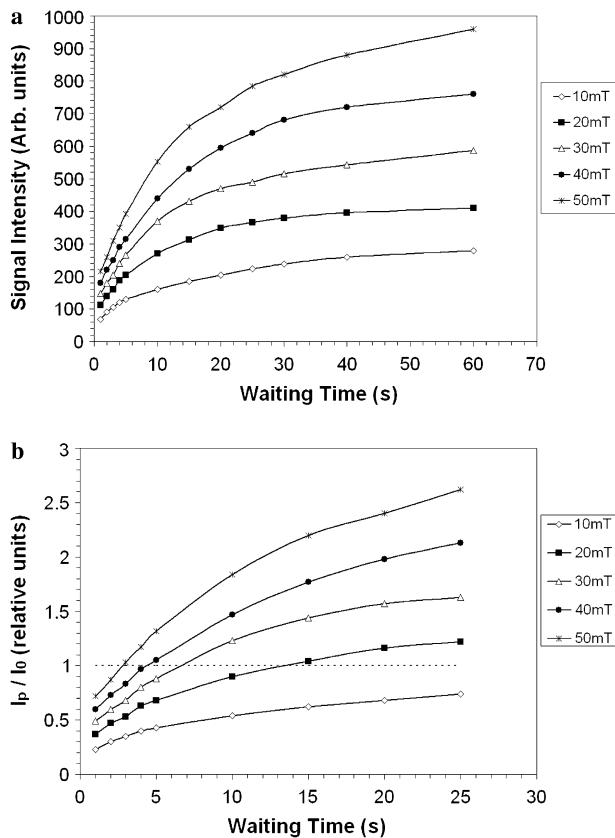 a
Signal Intensity (Arb. units)
1000
900
800
700
600
500
400
300
200
100
0
0 10 20 30 40 50 60 70
Waiting Time (s)
10mT
20mT
30mT
40mT
50mT
b
Ip / I0 (relative units)
3
2.5
2
1.5
1
0.5
0
0 5 10 15 20 25 30
Waiting Time (s)
10mT
20mT
30mT
40mT
50mT